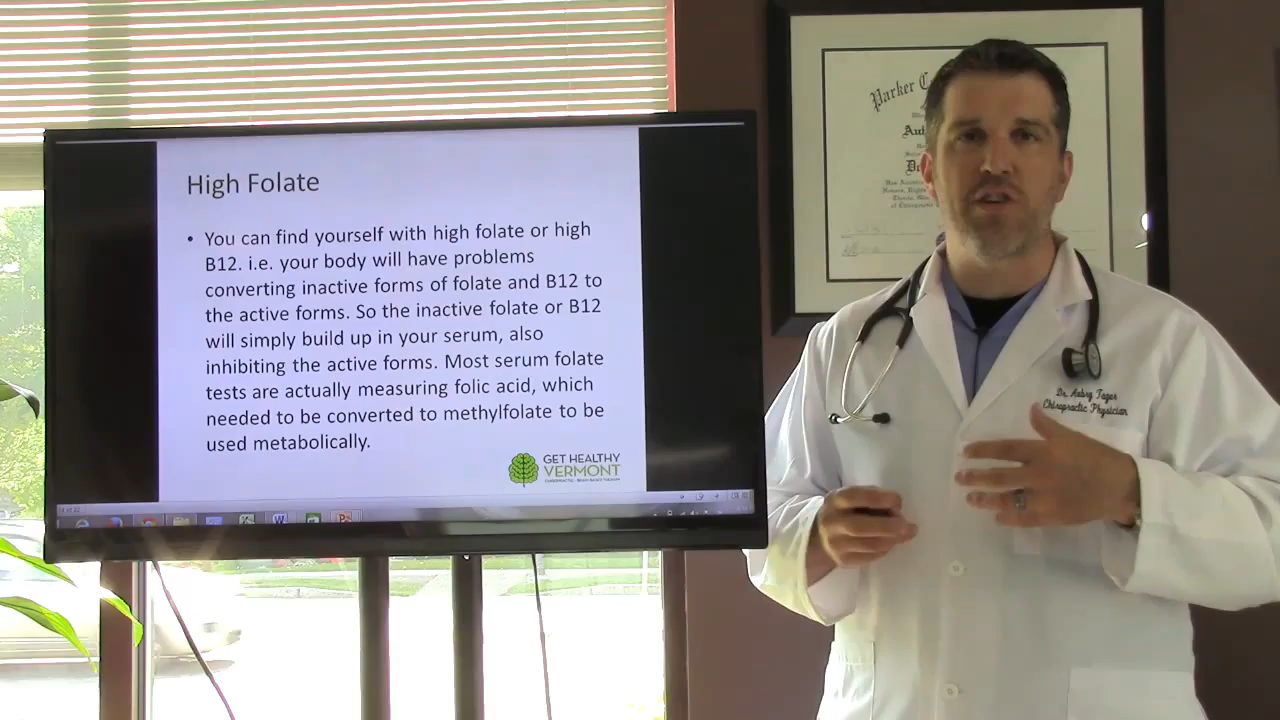 High Folate
• You can find yourself with high folate or high
B12. i.e. your body will have problems
converting inactive forms of folate and B12 to
the active forms. So the inactive folate or B12
will simply build up in your serum, also
inhibiting the active forms. Most serum folate
tests are actually measuring folic acid, which
needed to be converted to methylfolate to be
used metabolically.
GET HEALTHY
VERMONT
Parker
Dr. Aubry Tager
Chiropractic Physician